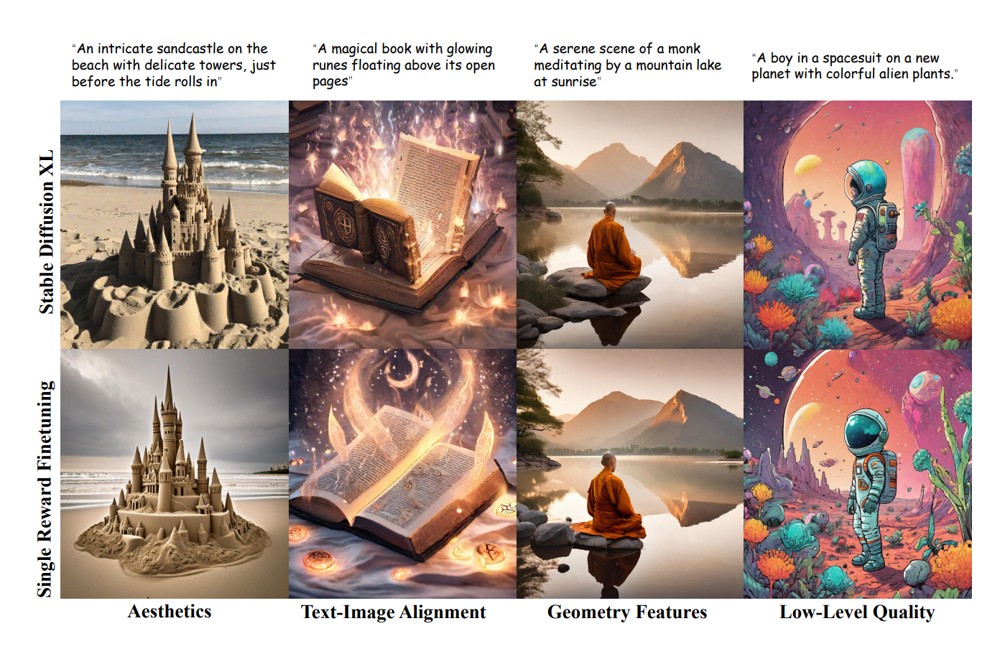 "An intricate sandcastle on the
beach with delicate towers, just
before the tide rolls in"
"A magical book with glowing
runes floating above its open
pages"
"A serene scene of a monk
meditating by a mountain lake
at sunrise"
"A boy in a spacesuit on a new
planet with colorful alien plants."
Stable Diffusion XL
Single Reward Finetuning
Aesthetics
Text-Image Alignment
Geometry Features
Low-Level Quality